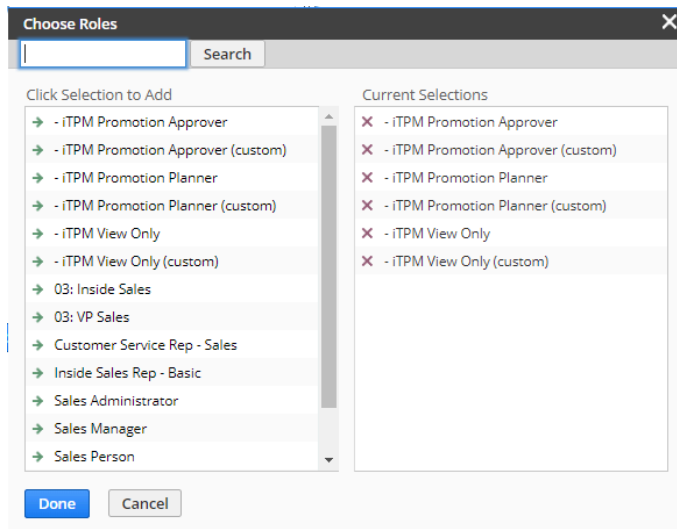 Choose Roles
Search
Click Selection to Add
- iTPM Promotion Approver
- iTPM Promotion Approver (custom)
- iTPM Promotion Planner
- iTPM Promotion Planner (custom)
- iTPM View Only
- iTPM View Only (custom)
03: Inside Sales
03: VP Sales
Customer Service Rep - Sales
Inside Sales Rep - Basic
Sales Administrator
Sales Manager
Sales Person
Current Selections
- iTPM Promotion Approver
- iTPM Promotion Approver (custom)
- iTPM Promotion Planner
- iTPM Promotion Planner (custom)
- iTPM View Only
- iTPM View Only (custom)
Done
Cancel